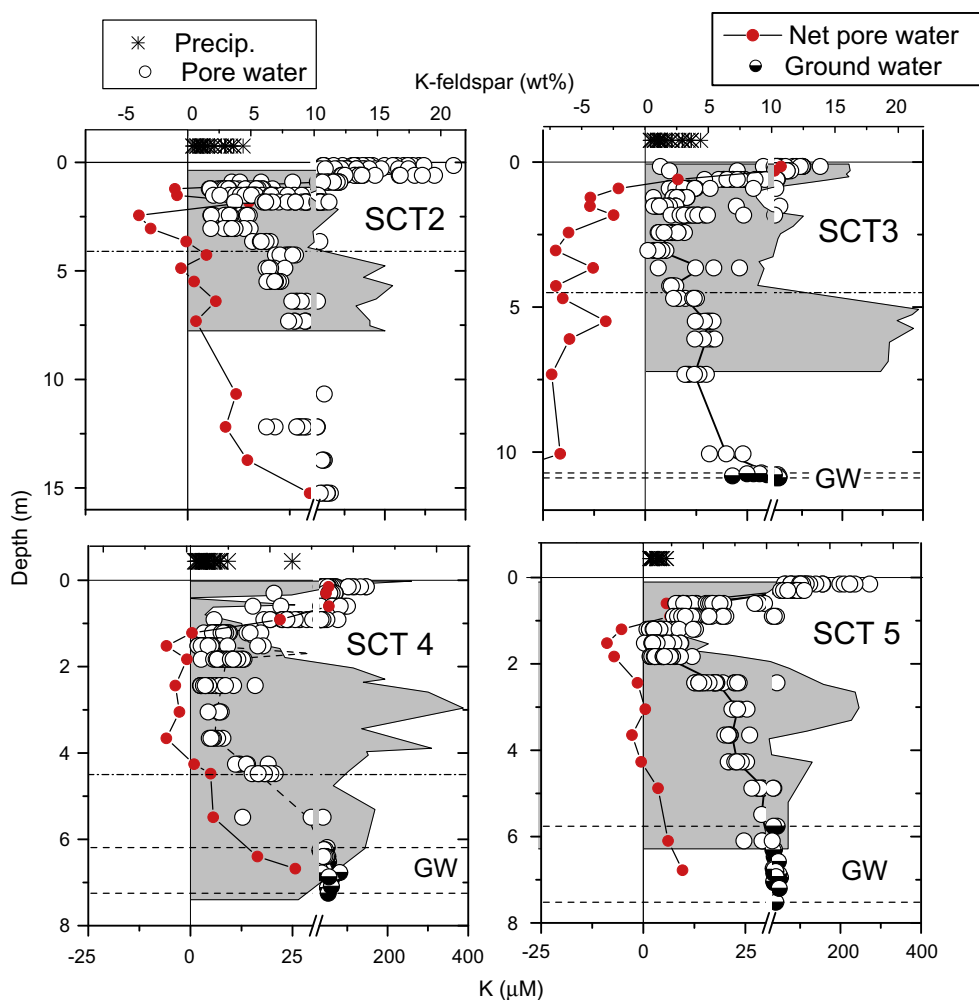 Precip.
Pore water
Net pore water
Ground water
K-feldspar (wt%)
-5 0 5 10 15 20
-5 0 5 10 15 20
0
5
10
15
SCT2
0
5
10
SCT3
GW
Depth (m)
0
2
4
6
8
SCT 4
GW
0
2
4
6
8
SCT 5
GW
-25 0 25 200 400
-25 0 25 200 400
K (μM)